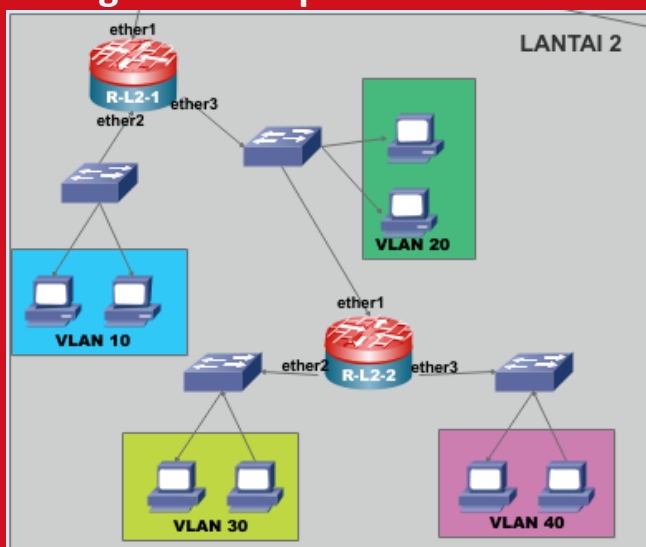 LANTAI 2
ether1
R-L2-1
ether3
ether2
VLAN 20
VLAN 10
ether1
ether2
R-L2-2
ether3
VLAN 30
VLAN 40